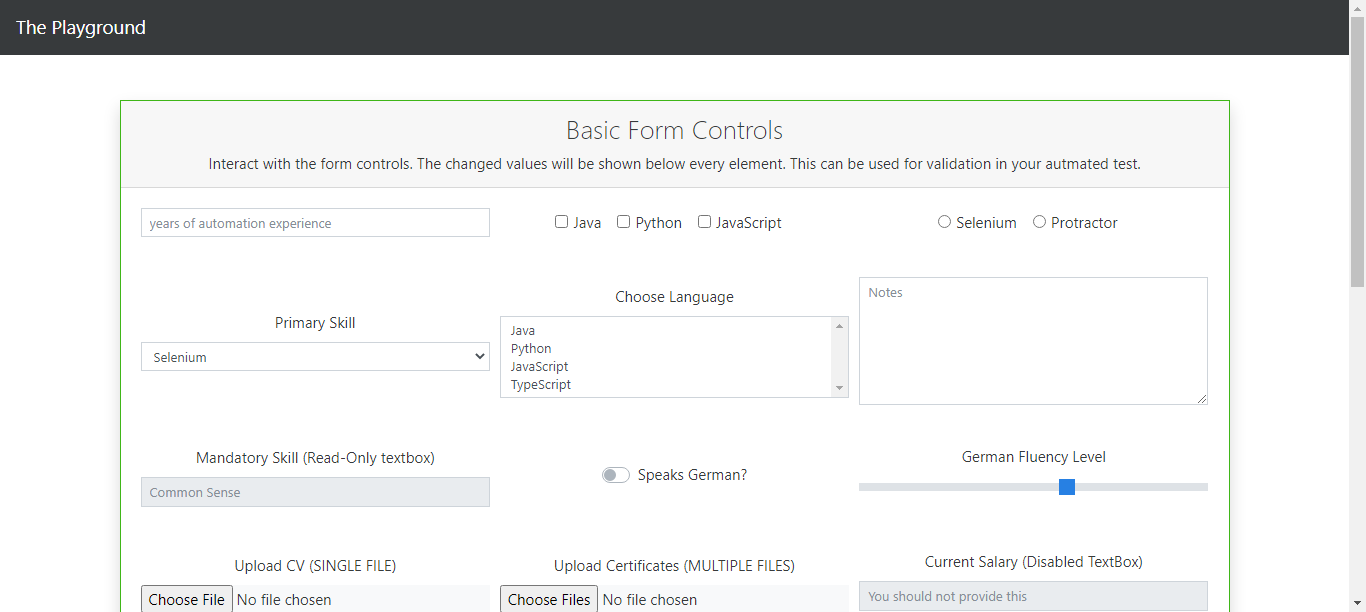 The Playground
Basic Form Controls
Interact with the form controls. The changed values will be shown below every element. This can be used for validation in your autmated test.
years of automation experience
Java Python JavaScript
Selenium Protractor
Primary Skill
Selenium
Choose Language
Java
Python
JavaScript
TypeScript
Notes
Mandatory Skill (Read-Only textbox)
Common Sense
Speaks German?
German Fluency Level
Upload CV (SINGLE FILE)
Choose File No file chosen
Upload Certificates (MULTIPLE FILES)
Choose Files No file chosen
Current Salary (Disabled TextBox)
You should not provide this